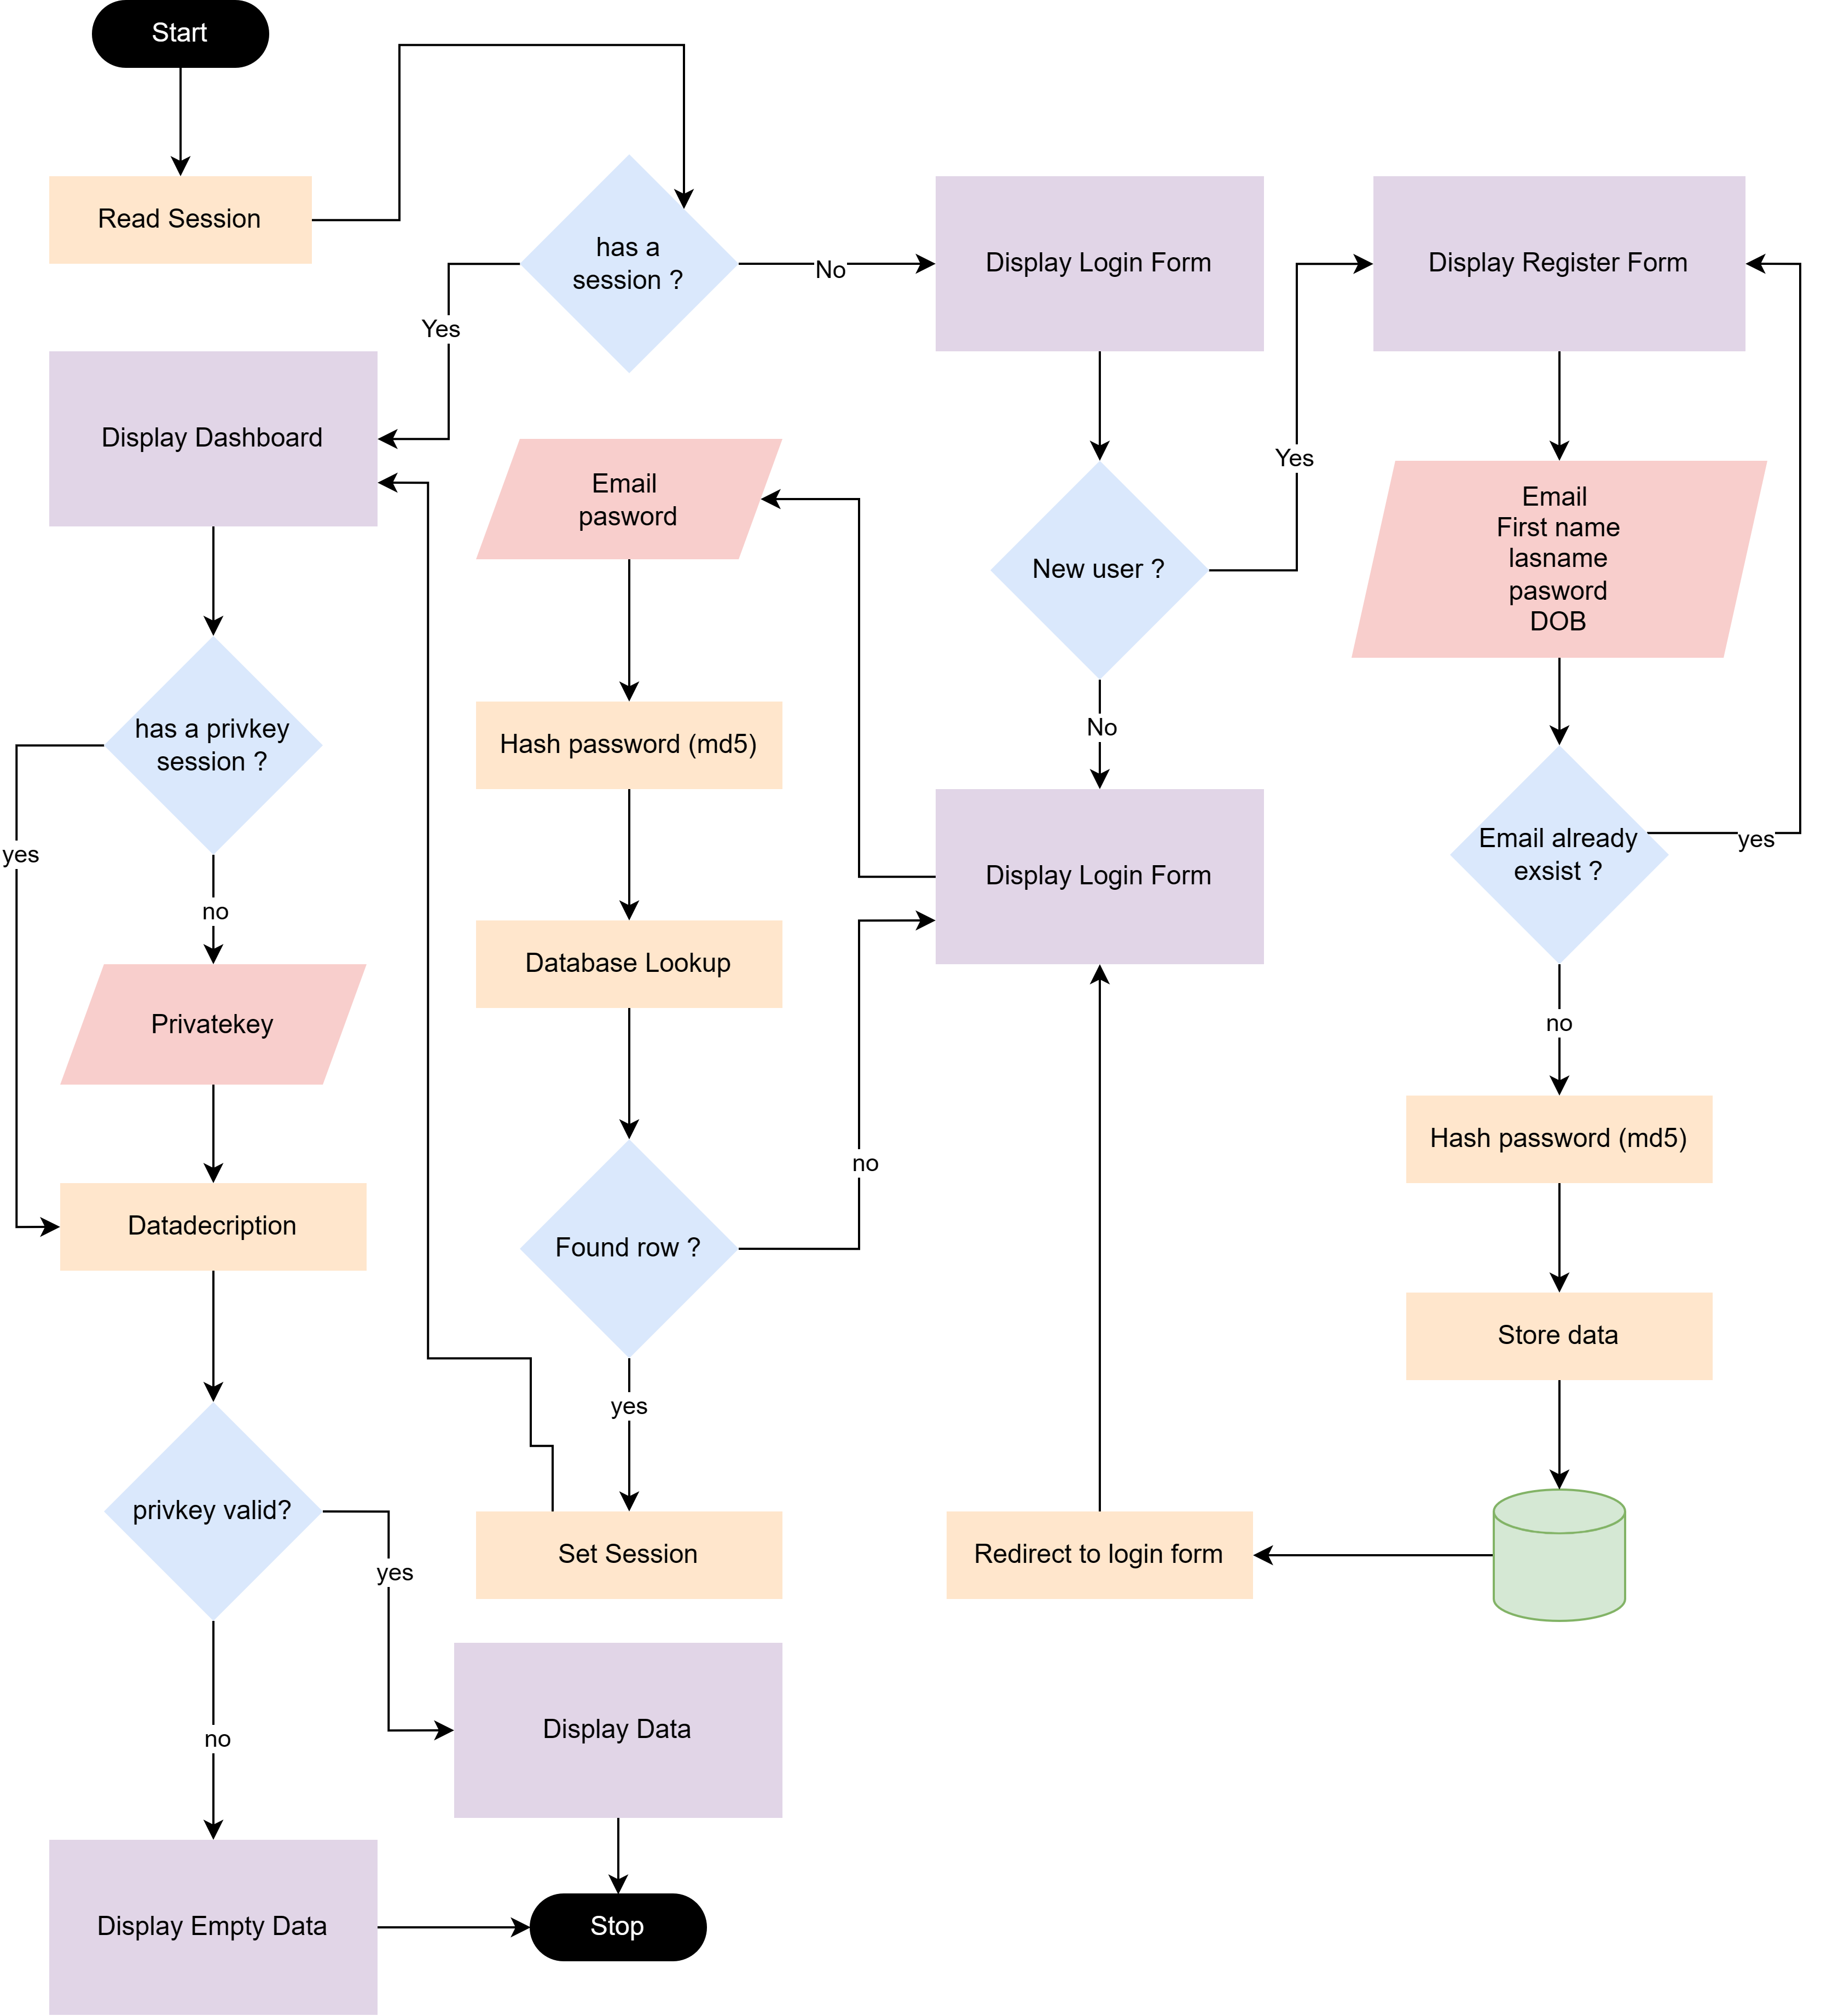 Start
Read Session
has a
session ?
No
Display Login Form
Display Register Form
Yes
Display Dashboard
Email
pasword
Yes
New user ?
Email
First name
lasname
pasword
DOB
has a privkey
session ?
Hash password (md5)
No
yes
Display Login Form
Email already
exsist ?
yes
no
Database Lookup
Privatekey
no
Hash password (md5)
no
Datadecription
Found row ?
Store data
yes
privkey valid?
yes
Set Session
Redirect to login form
no
Display Data
Display Empty Data
Stop